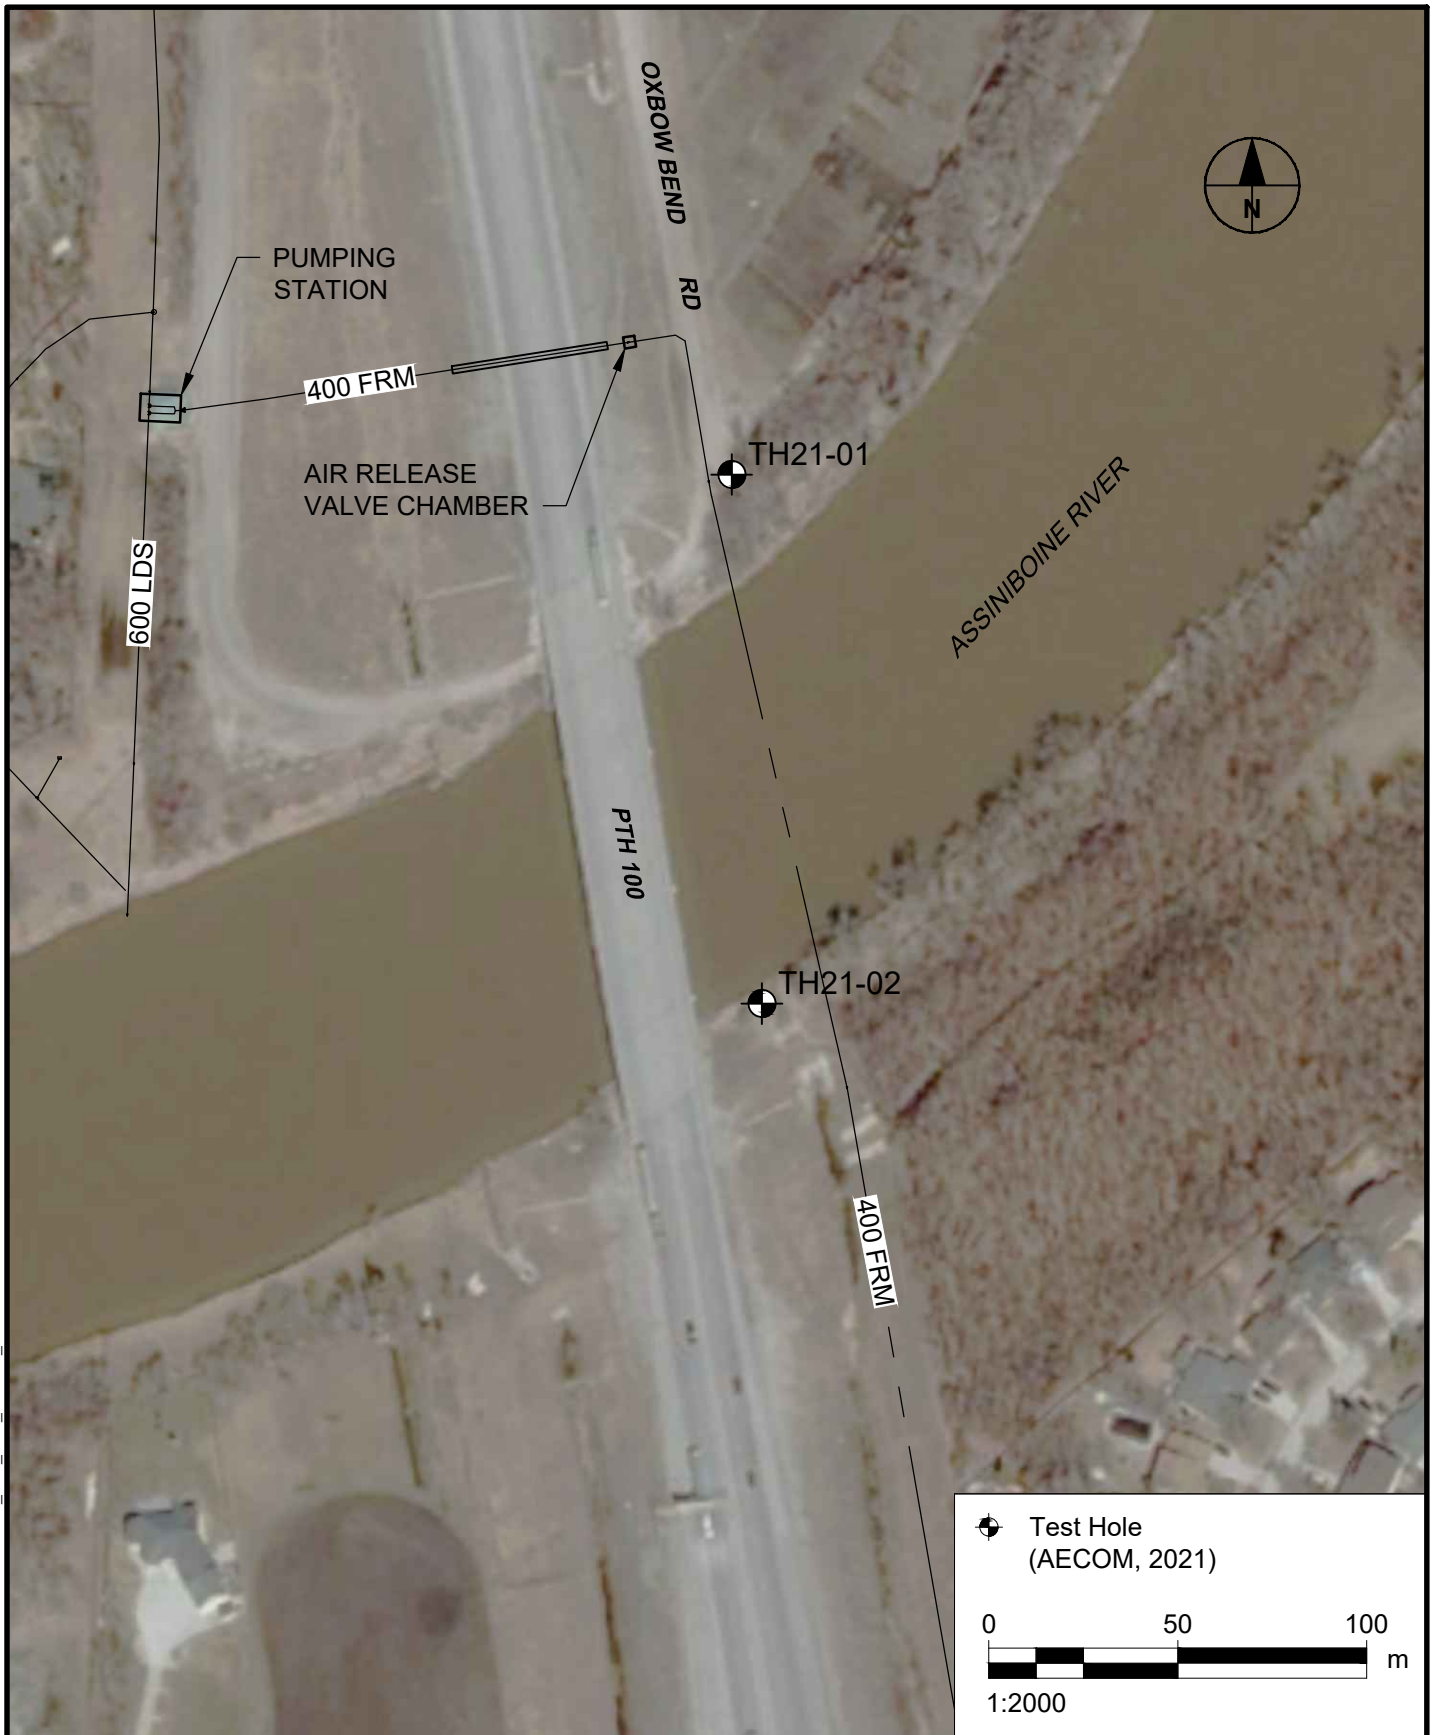 OXBOW BEND RD
N
PUMPING
STATION
400 FRM
AIR RELEASE
VALVE CHAMBER
TH21-01
ASSINIBOINE RIVER
600 LDS
PTH 100
TH21-02
400 FRM
Test Hole
(AECOM, 2021)
0 50 100
m
1:2000